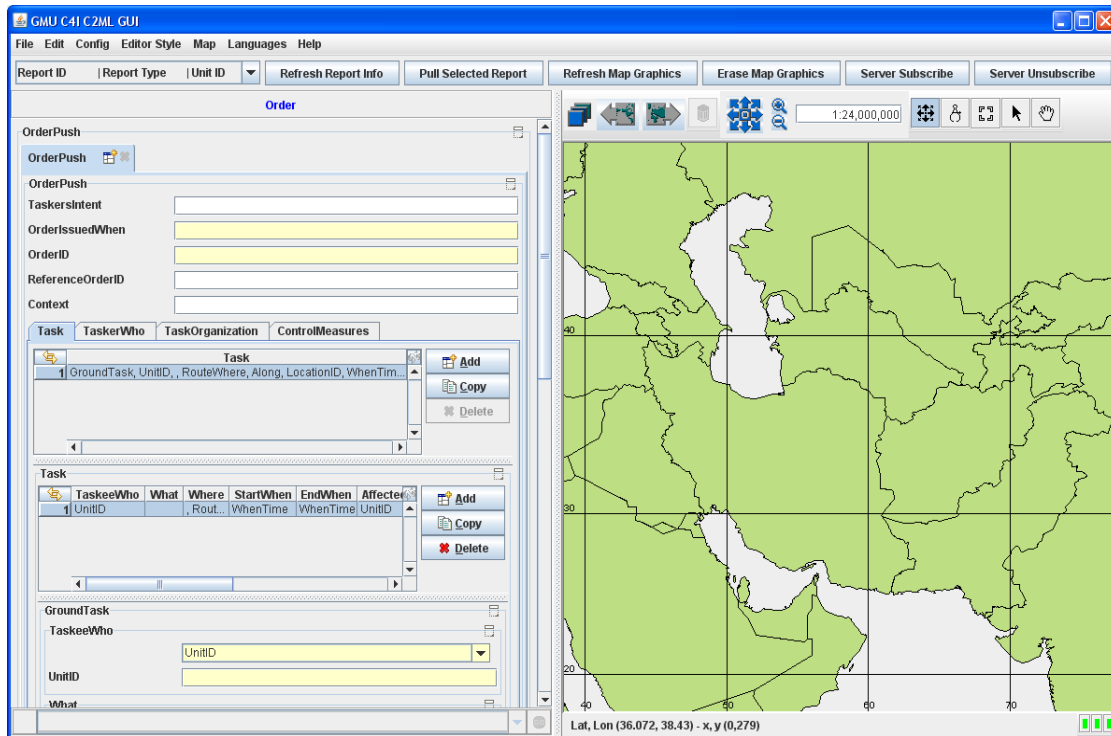 GMU C4I C2ML GUI
File Edit Config Editor Style Map Languages Help
Report ID |Report Type |Unit ID Refresh Report Info Pull Selected Report Refresh Map Graphics Erase Map Graphics Server Subscribe Server Unsubscribe
Order
1:24,000,000
OrderPush
OrderPush
OrderPush
TaskersIntent
OrderIssuedWhen
OrderID
ReferenceOrderID
Context
Task TaskerWho TaskOrganization ControlMeasures
Task
1 GroundTask, UnitID, , RouteWhere, Along, LocationID, WhenTim...
Add
Copy
Delete
Task
TaskeeWho What Where StartWhen EndWhen Affected
1 UnitID , Rout... WhenTime WhenTime UnitID
Add
Copy
Delete
GroundTask
TaskeeWho
UnitID
UnitID
What
40
30
20
40 50 60 70
Lat, Lon (36.072, 38.43) - x, y (0,279)